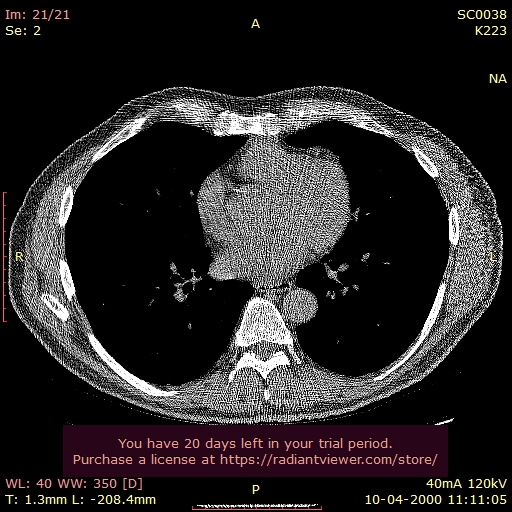 Im: 21/21
Se: 2
A
SC0038
K223
NA
R
L
You have 20 days left in your trial period.
Purchase a license at https://radiantviewer.com/store/
WL: 40 WW: 350 [D]
T: 1.3mm L: -208.4mm
P
40mA 120kV
10-04-2000 11:11:05